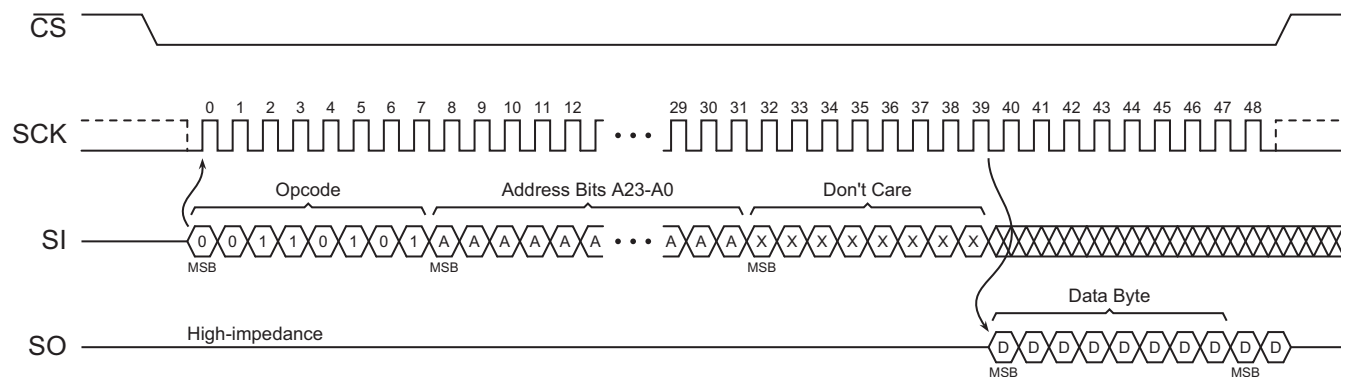 CS
0 1 2 3 4 5 6 7 8 9 10 11 12 29 30 31 32 33 34 35 36 37 38 39 40 41 42 43 44 45 46 47 48
SCK • • •
Opcode Address Bits A23-A0 Don't Care
SI 0 0 1 1 0 1 0 1 A A A A A A • • • A A A X X X X X X X X
MSB MSB MSB
Data Byte
High-impedance
SO D D D D D D D D D D
MSB MSB